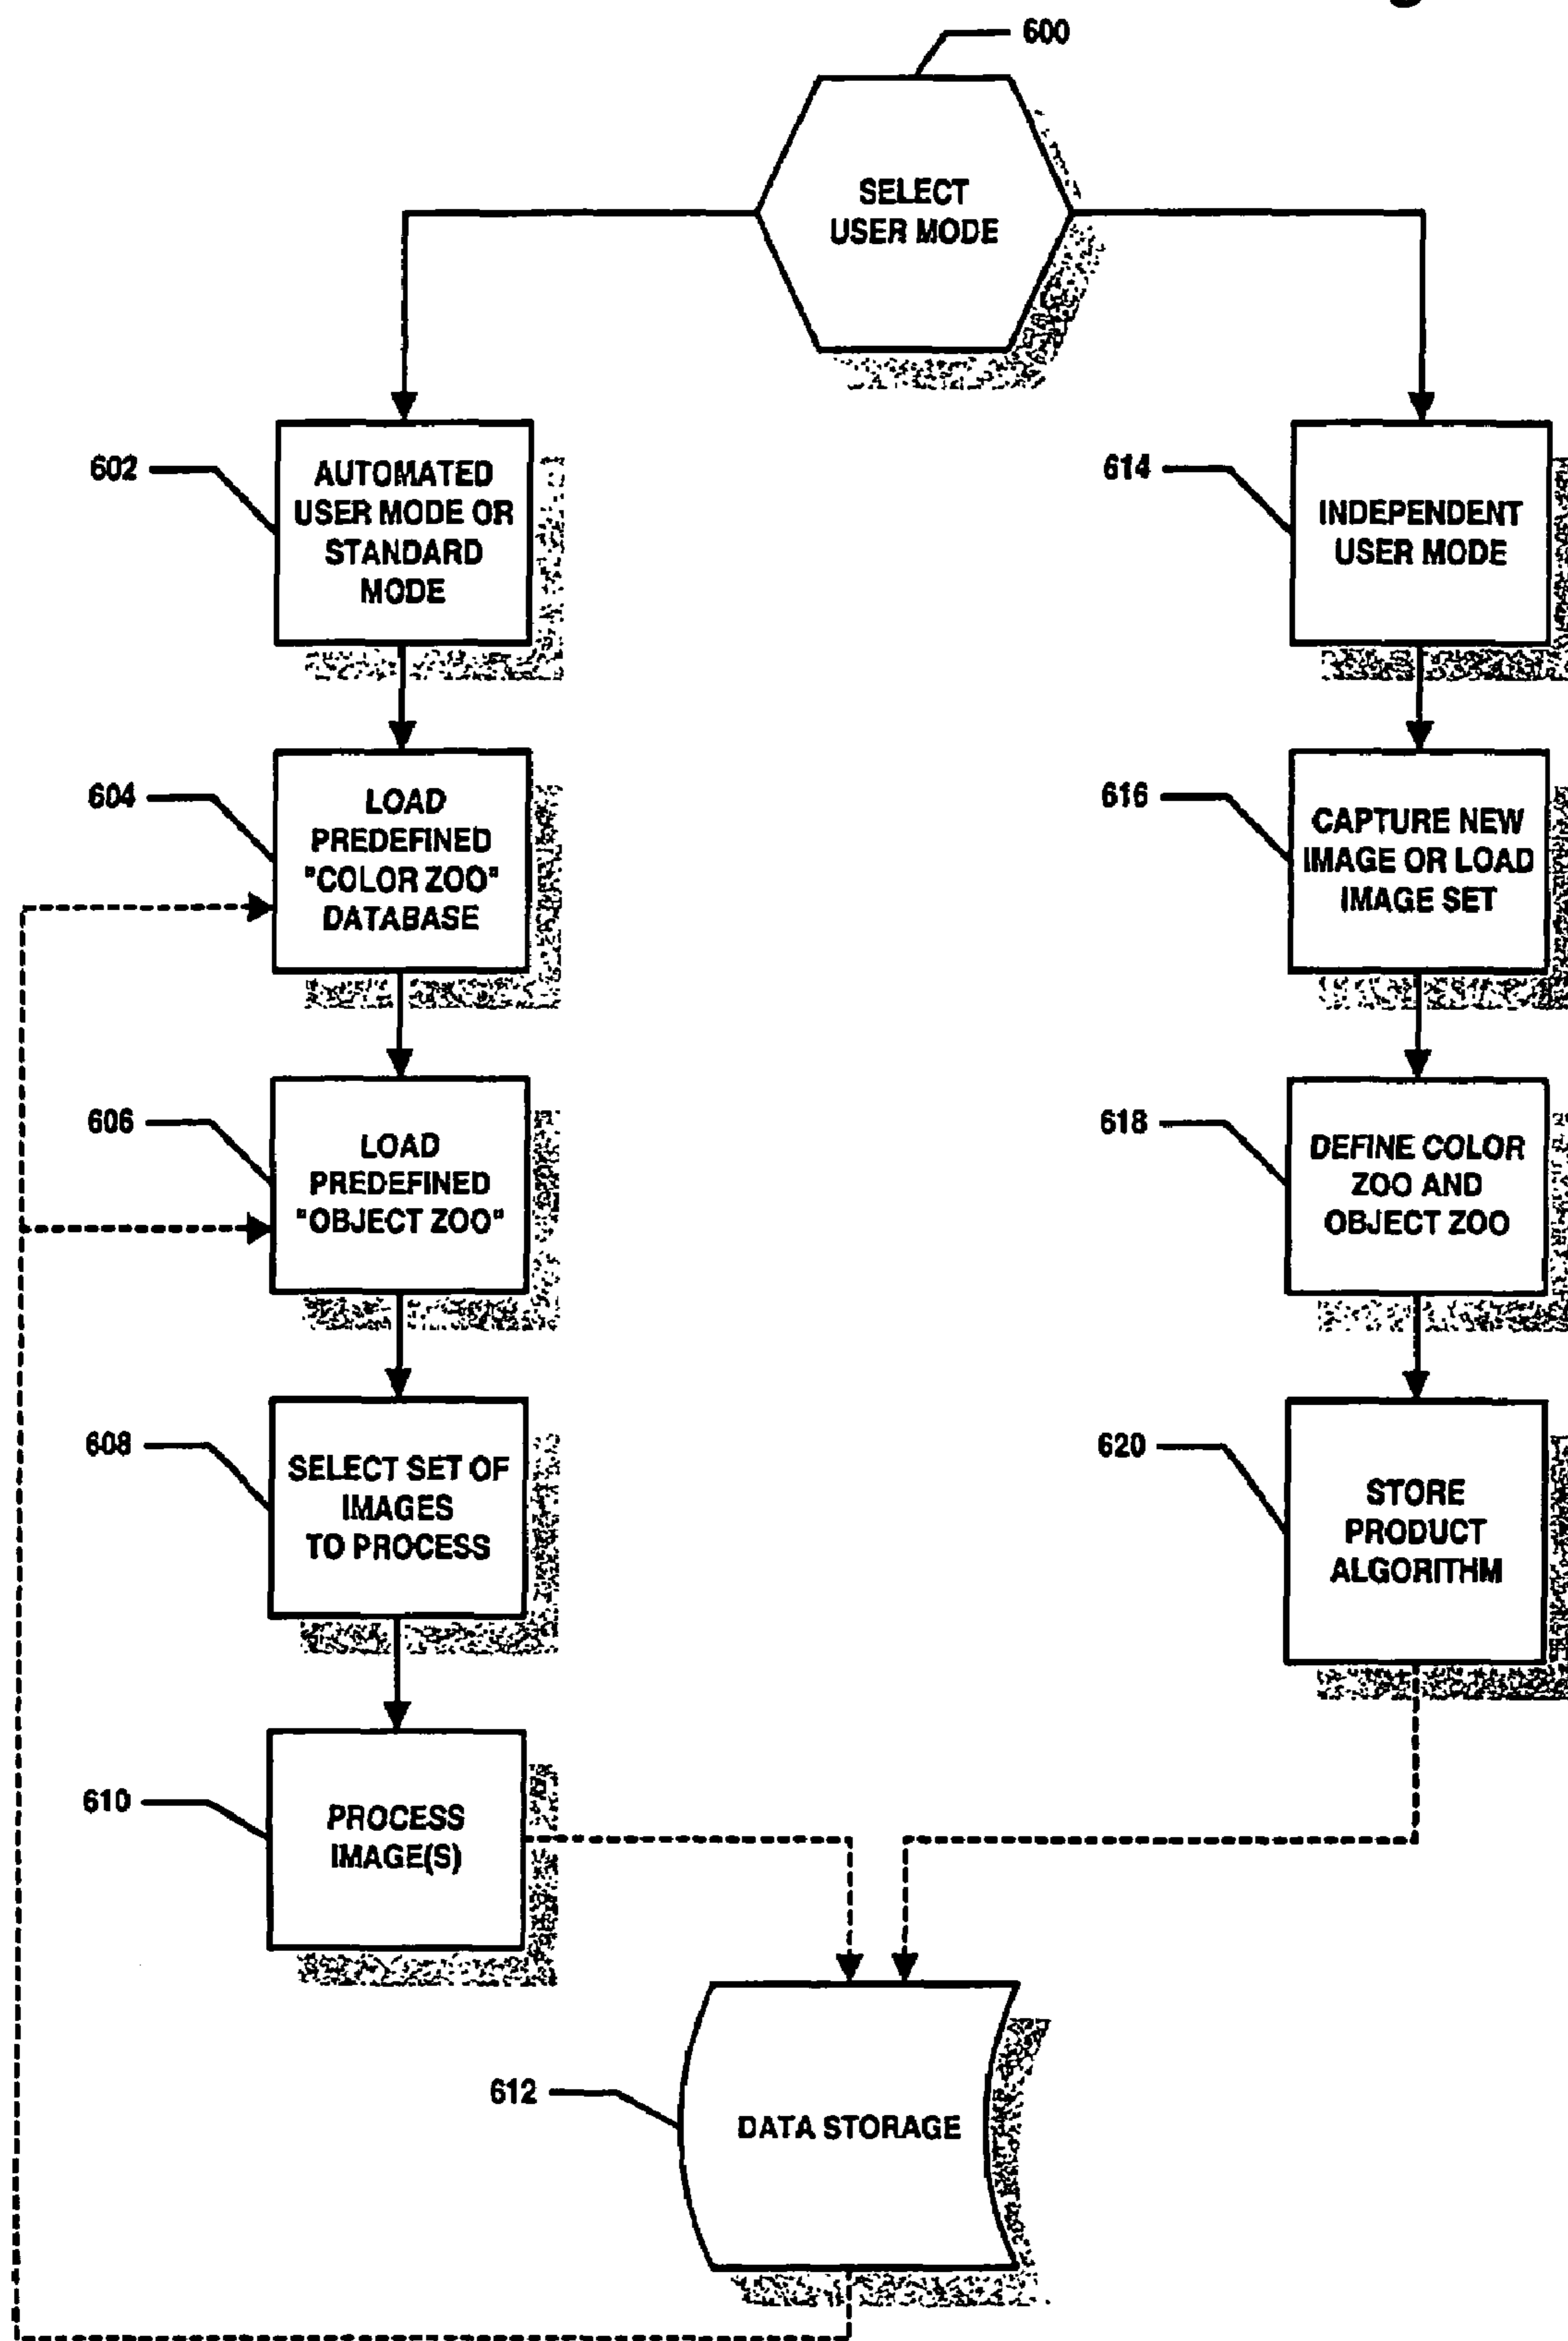 600
SELECT
USER MODE
602
AUTOMATED
USER MODE OR
STANDARD
MODE
604
LOAD
PREDEFINED
"COLOR ZOO"
DATABASE
606
LOAD
PREDEFINED
"OBJECT ZOO"
608
SELECT SET OF
IMAGES
TO PROCESS
610
PROCESS
IMAGE(S)
614
INDEPENDENT
USER MODE
616
CAPTURE NEW
IMAGE OR LOAD
IMAGE SET
618
DEFINE COLOR
ZOO AND
OBJECT ZOO
620
STORE
PRODUCT
ALGORITHM
612
DATA STORAGE